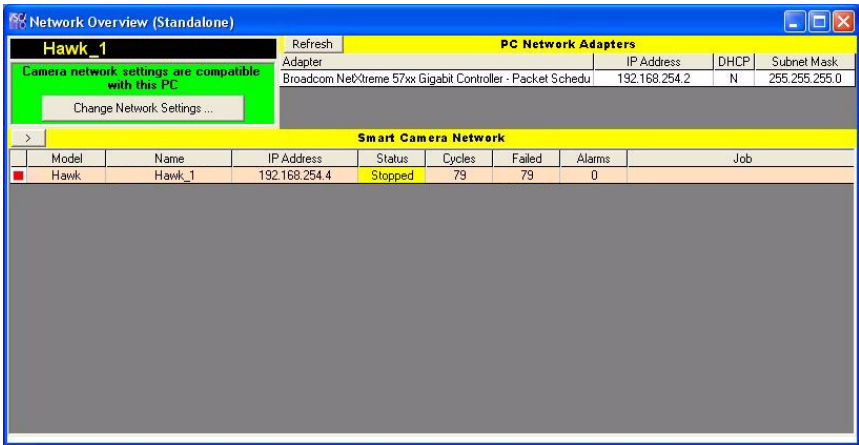 Network Overview (Standalone)
Hawk_1
Refresh
PC Network Adapters
Camera network settings are compatible
with this PC
Change Network Settings ...
Adapter IP Address DHCP Subnet Mask
Broadcom NetXtreme 57xx Gigabit Controller - Packet Schedu 192.168.254.2 N 255.255.255.0
> Smart Camera Network
Model Name IP Address Status Cycles Failed Alarms Job
Hawk Hawk_1 192.168.254.4 Stopped 79 79 0